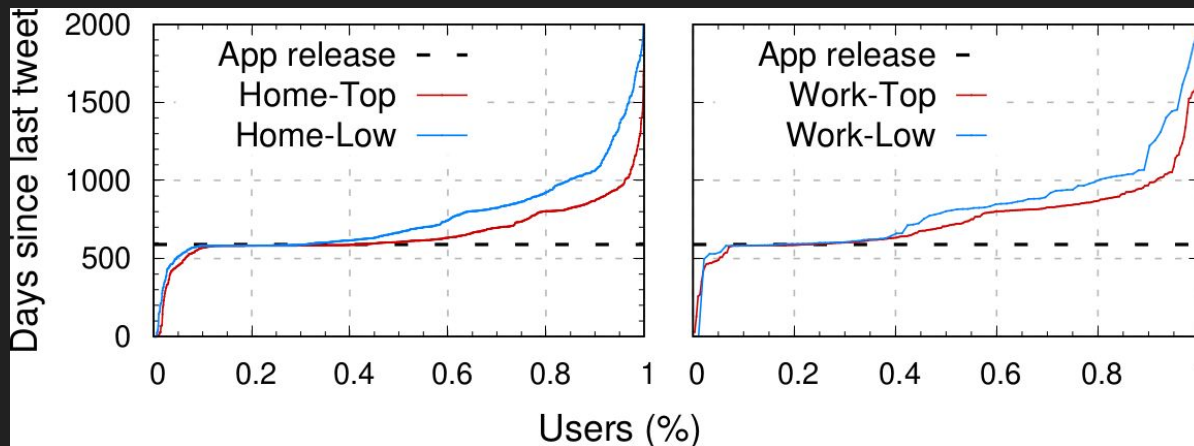 Days since last tweet
2000
1500
1000
500
0
App release
Home-Top
Home-Low
0
0.2
0.4
0.6
0.8
1
App release
Work-Top
Work-Low
0
0.2
0.4
0.6
0.8
Users (%)